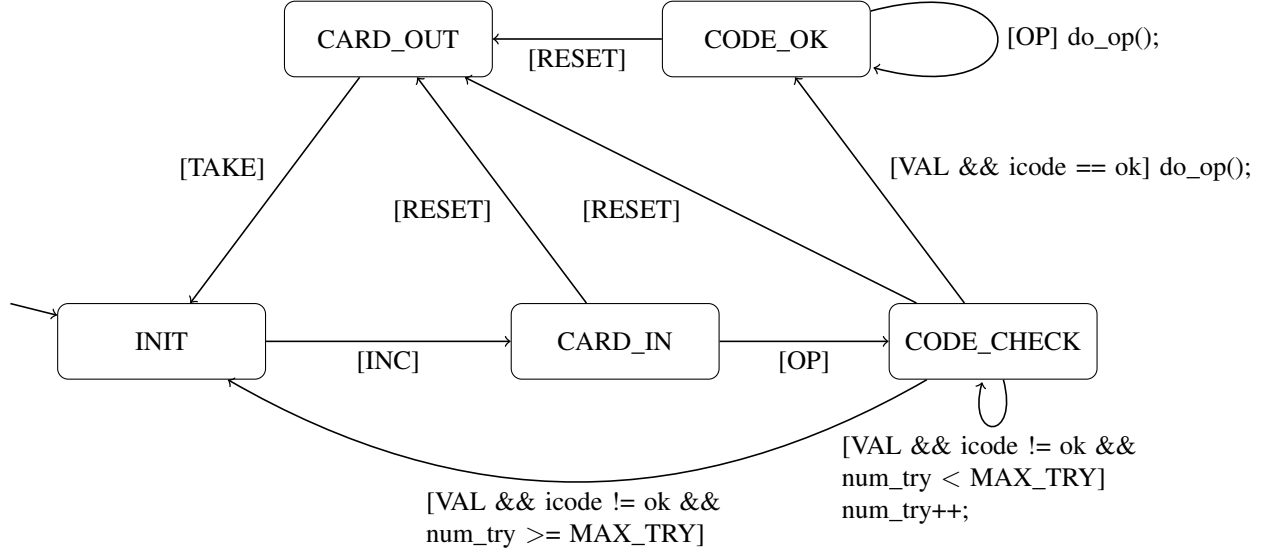 CARD_OUT
CODE_OK
[RESET]
[OP] do_op();
[TAKE]
[VAL && icode == ok] do_op();
[RESET]
[RESET]
INIT
CARD_IN
CODE_CHECK
[INC]
[OP]
[VAL && icode != ok &&
num_try < MAX_TRY]
num_try++;
[VAL && icode != ok &&
num_try >= MAX_TRY]